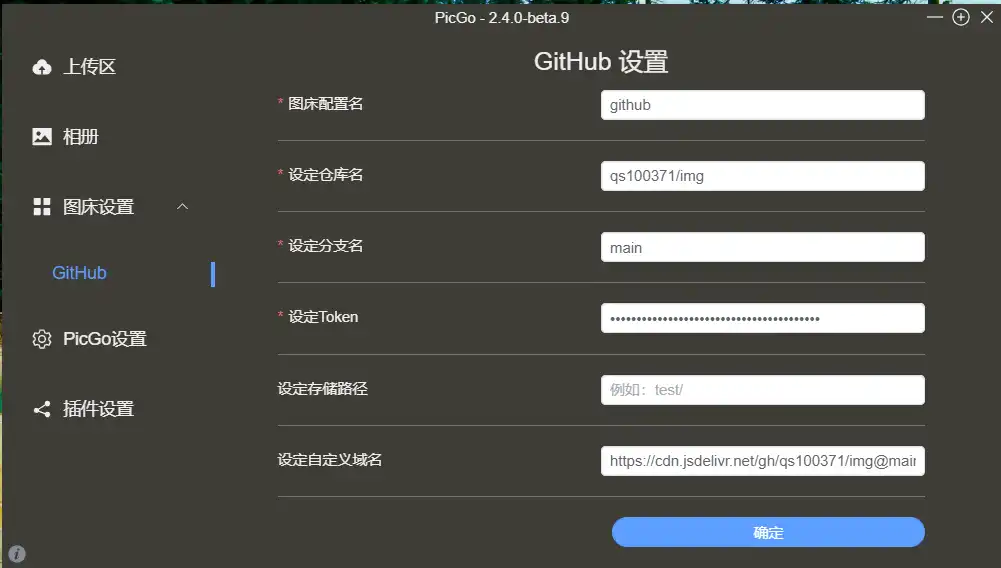 PicGo - 2.4.0-beta.9
上传区
相册
图床设置
GitHub
PicGo设置
插件设置
GitHub 设置
* 图床配置名
github
* 设定仓库名
qs100371/img
* 设定分支名
main
* 设定Token
设定存储路径
例如：test/
设定自定义域名
https://cdn.jsdelivr.net/gh/qs100371/img@main
确定